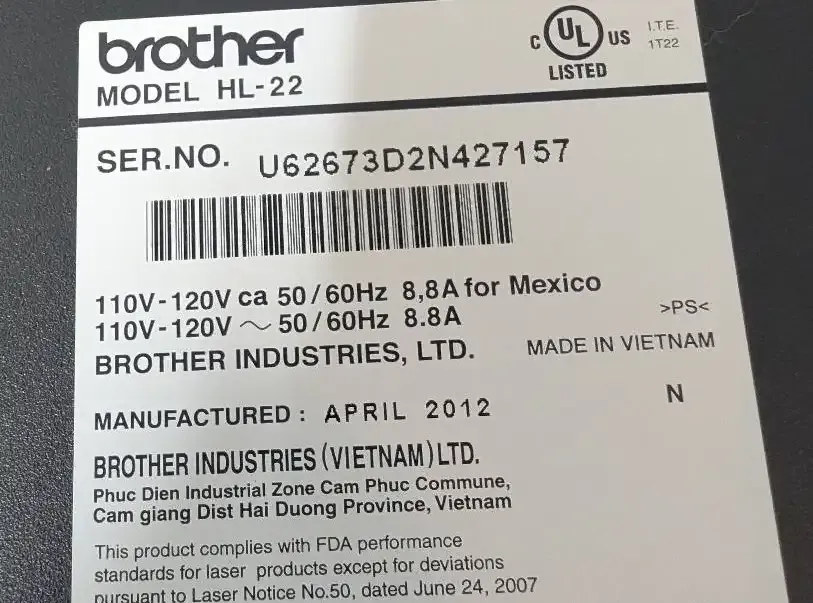 brother
MODEL HL-22
C UL US
LISTED
I.T.E.
1T22
SER.NO. U62673D2N427157
110V-120V ca 50/60Hz 8,8A for Mexico
110V-120V ~ 50/60Hz 8.8A
>PS<
BROTHER INDUSTRIES, LTD.
MADE IN VIETNAM
N
MANUFACTURED : APRIL 2012
BROTHER INDUSTRIES (VIETNAM) LTD.
Phuc Dien Industrial Zone Cam Phuc Commune,
Cam giang Dist Hai Duong Province, Vietnam
This product complies with FDA performance
standards for laser products except for deviations
pursuant to Laser Notice No.50, dated June 24, 2007